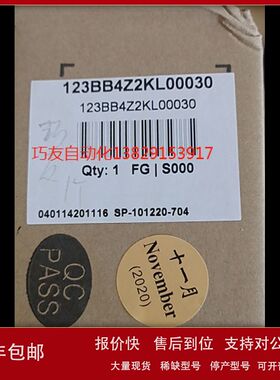 123BB4Z2KL00030
123BB4Z2KL00030
巧友自动化13829153917
Qty: 1 FG | S000
040114201116 SP-101220-704
QC
PASS
十一月
November
(2020)
包邮
报价快 售后到位 支持对公
大量现货 稀缺型号 停产型号 可开